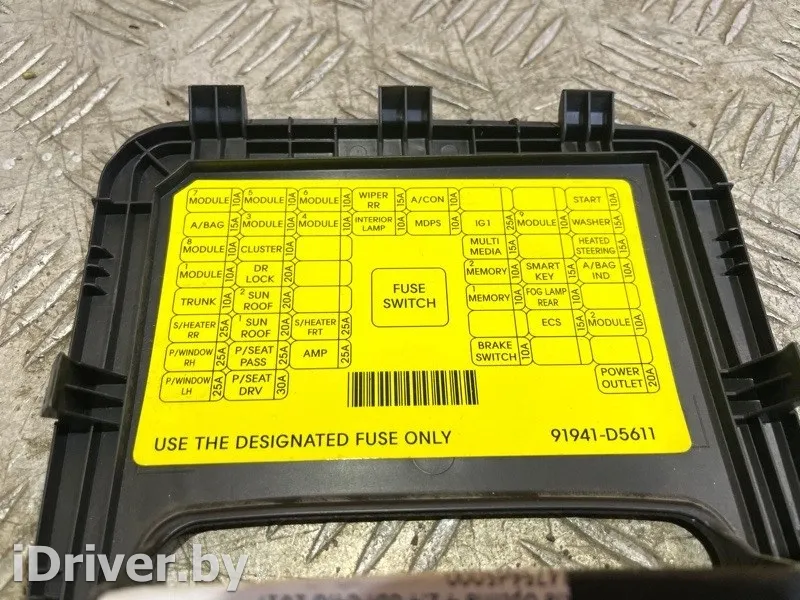 7 MODULE 10A 5 MODULE 10A 6 MODULE 10A WIPER RR 15A A/CON 10A START 10A
A/BAG 15A 3 MODULE 10A 4 MODULE 10A INTERIOR LAMP 10A MDPS 10A IG1 25A 9 MODULE 10A WASHER 15A
8 MODULE 10A CLUSTER 10A MULTI MEDIA 15A HEATED STEERING 15A
MODULE 10A DR LOCK 20A 2 MEMORY 10A SMART KEY 15A A/BAG IND 10A
TRUNK 10A 2 SUN ROOF 20A FUSE SWITCH 1 MEMORY 10A FOG LAMP REAR 10A
S/HEATER RR 25A 1 SUN ROOF 20A S/HEATER FRT 25A ECS 15A 2 MODULE 10A
P/WINDOW RH 25A P/SEAT PASS 25A AMP 25A BRAKE SWITCH 10A
P/WINDOW LH 25A P/SEAT DRV 30A POWER OUTLET 20A
USE THE DESIGNATED FUSE ONLY 91941-D5611
iDriver.by